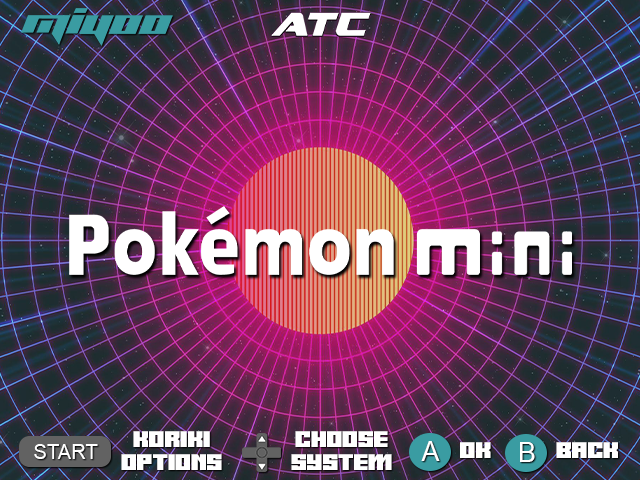 miyoo
ATC
Pokémon mini
START
KORIKI
OPTIONS
CHOOSE
SYSTEM
A OK
B BACK